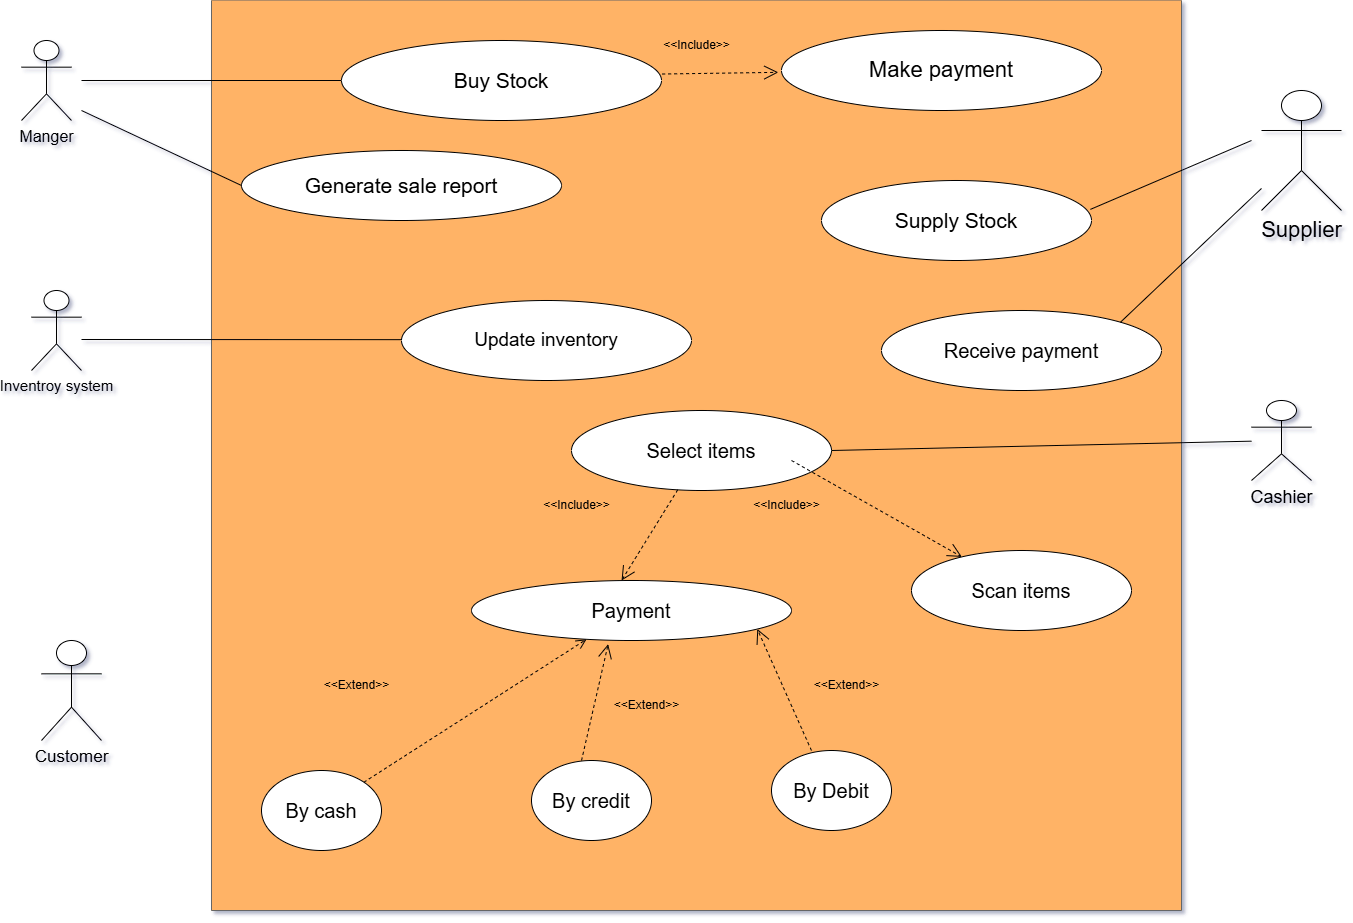 <<Include>>
Buy Stock
Make payment
Manger
Generate sale report
Supply Stock
Supplier
Update inventory
Receive payment
Inventroy system
Select items
Cashier
<<Include>>
<<Include>>
Scan items
Payment
<<Extend>>
<<Extend>>
<<Extend>>
Customer
By cash
By credit
By Debit